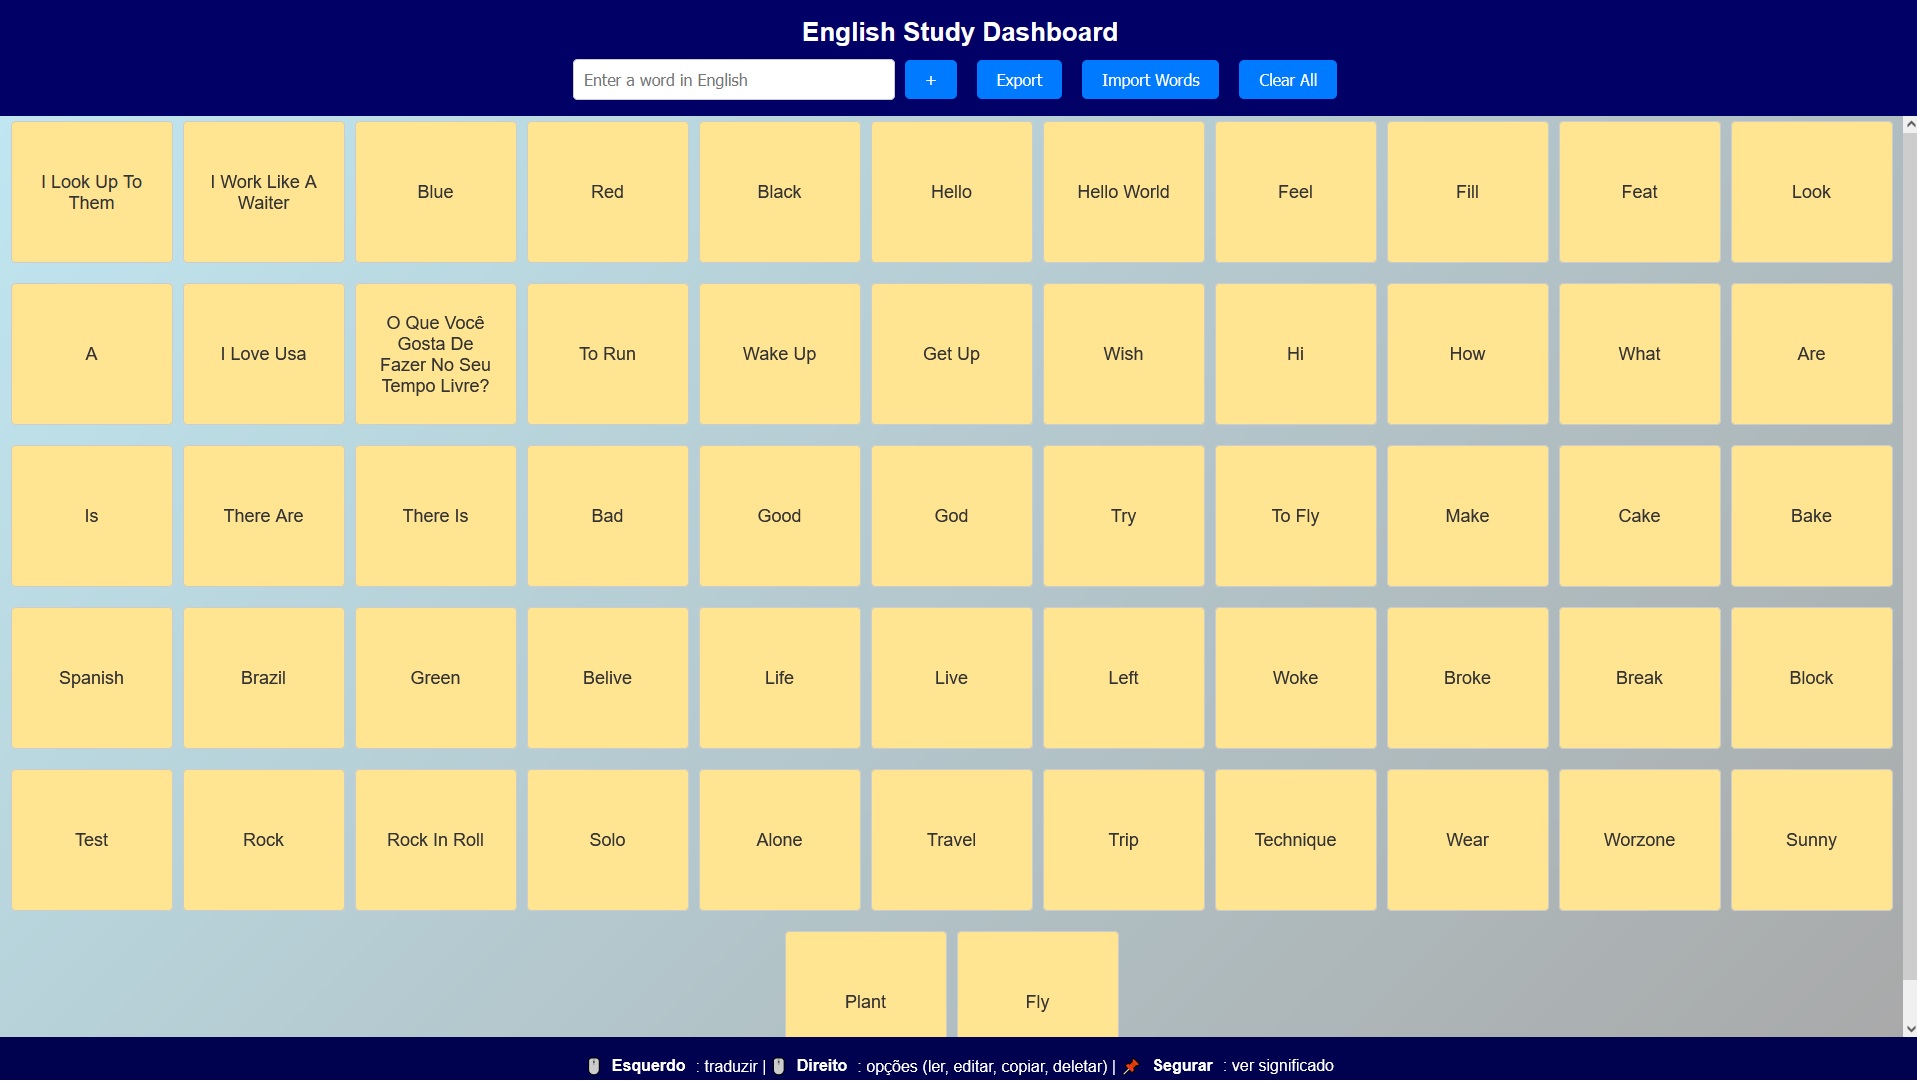 English Study Dashboard
Enter a word in English
+
Export
Import Words
Clear All
I Look Up To
Them
I Work Like A
Waiter
Blue
Red
Black
Hello
Hello World
Feel
Fill
Feat
Look
A
I Love Usa
O Que Você
Gosta De
Fazer No Seu
Tempo Livre?
To Run
Wake Up
Get Up
Wish
Hi
How
What
Are
Is
There Are
There Is
Bad
Good
God
Try
To Fly
Make
Cake
Bake
Spanish
Brazil
Green
Belive
Life
Live
Left
Woke
Broke
Break
Block
Test
Rock
Rock In Roll
Solo
Alone
Travel
Trip
Technique
Wear
Worzone
Sunny
Plant
Fly
Esquerdo : traduzir | Direito : opções (ler, editar, copiar, deletar) | Segurar : ver significado